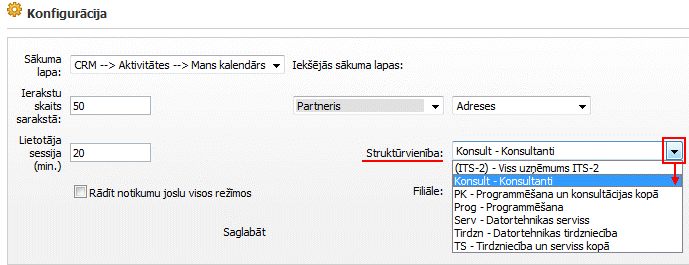 Konfigurācija
Sākuma lapa: CRM --> Aktivitātes --> Mans kalendārs Iekšējās sākuma lapas:
Ierakstu skaits sarakstā: 50 Partneris Adreses
Lietotāja sessija (min.) 20 Struktūrvienība: Konsult - Konsultanti
(ITS-2) - Viss uzņēmums ITS-2
Konsult - Konsultanti
PK - Programmēšana un konsultācijas kopā
Prog - Programmēšana
Serv - Datortehnikas serviss
Tirdzn - Datortehnikas tirdzniecība
TS - Tirdzniecība un serviss kopā
Rādīt notikumu joslu visos režīmos Filiāle:
Saglabāt